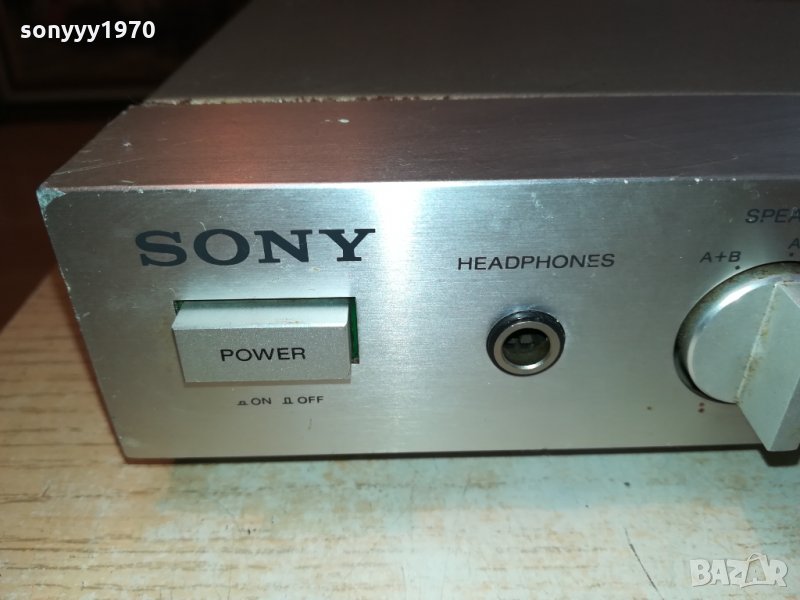 sonyyy1970
SONY
HEADPHONES
A+B
A
POWER
ON OFF
BAZAR